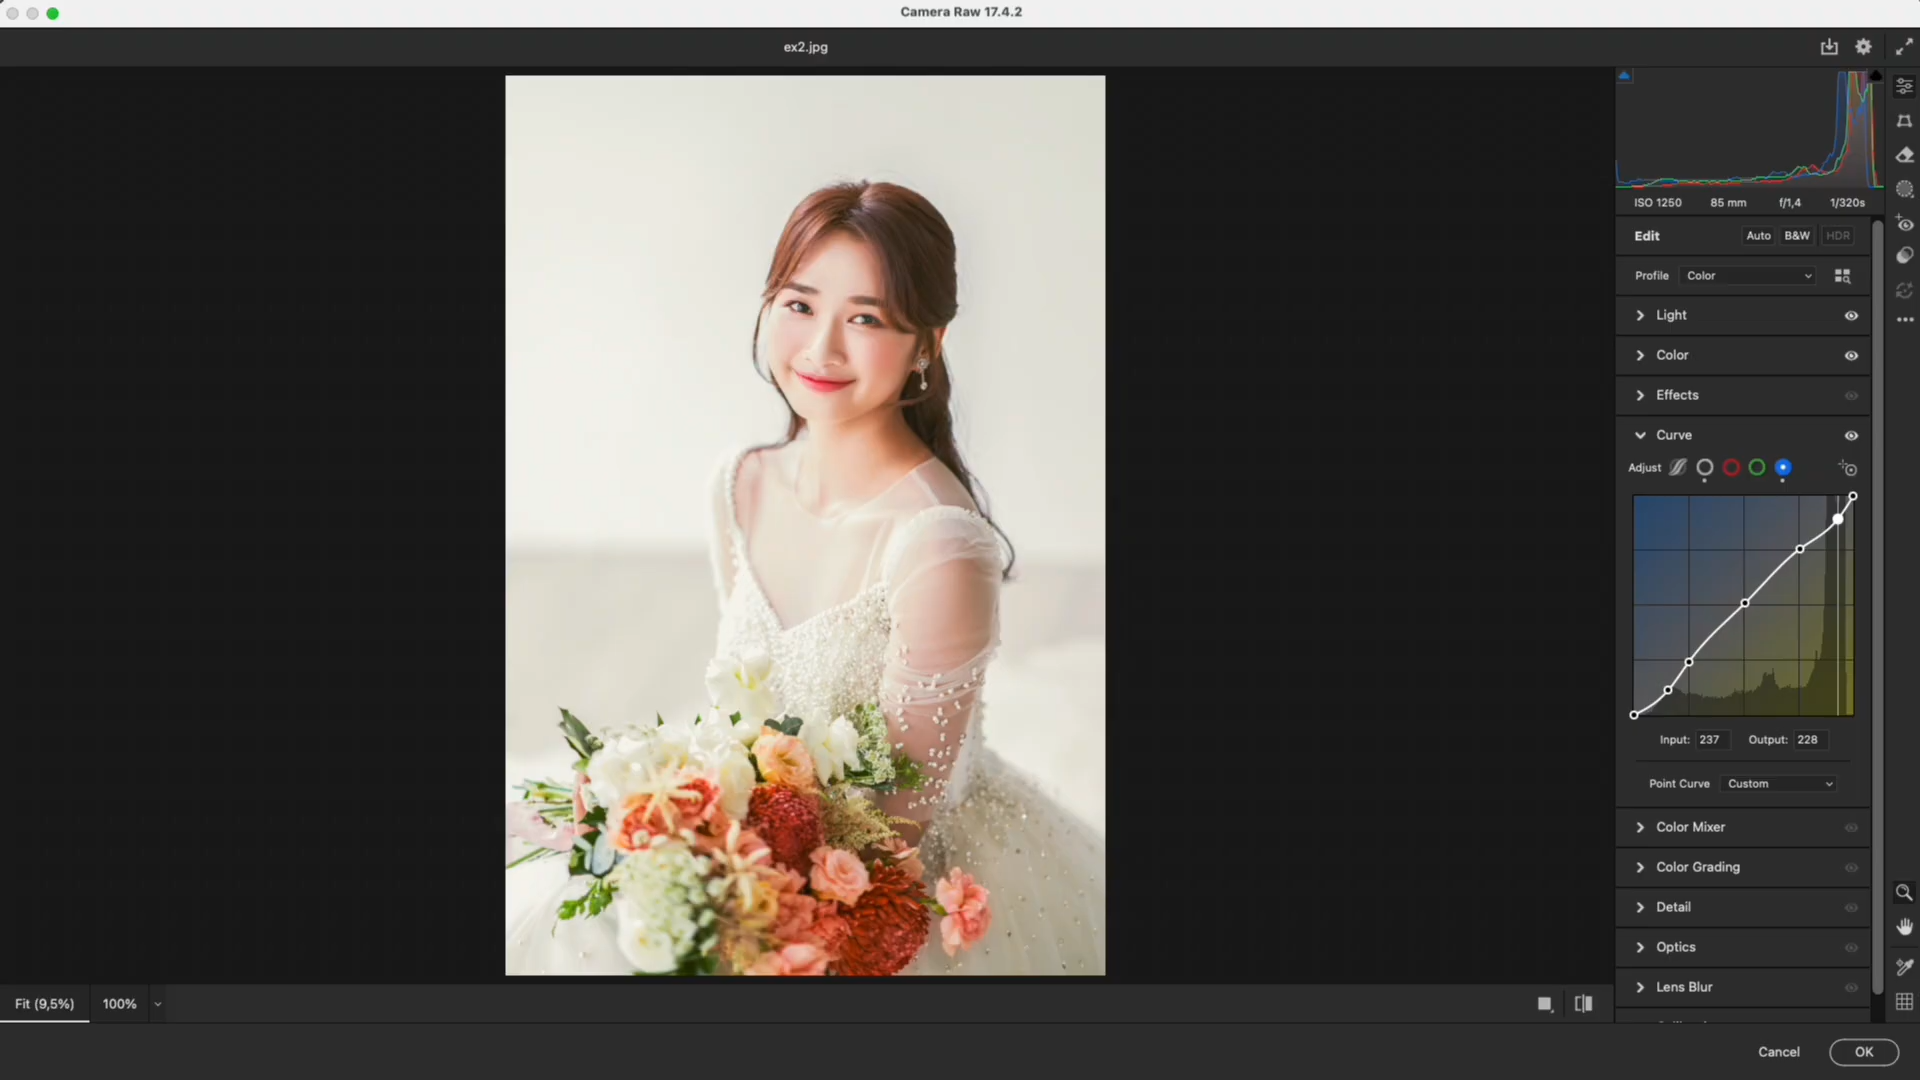 Camera Raw 17.4.2
ex2.jpg
ISO 1250 85 mm f/1,4 1/320s
Edit Auto B&W HDR
Profile Color
Light
Color
Effects
Curve
Adjust
Input: 237 Output: 228
Point Curve Custom
Color Mixer
Color Grading
Detail
Optics
Lens Blur
Fit (9,5%) 100%
Cancel OK